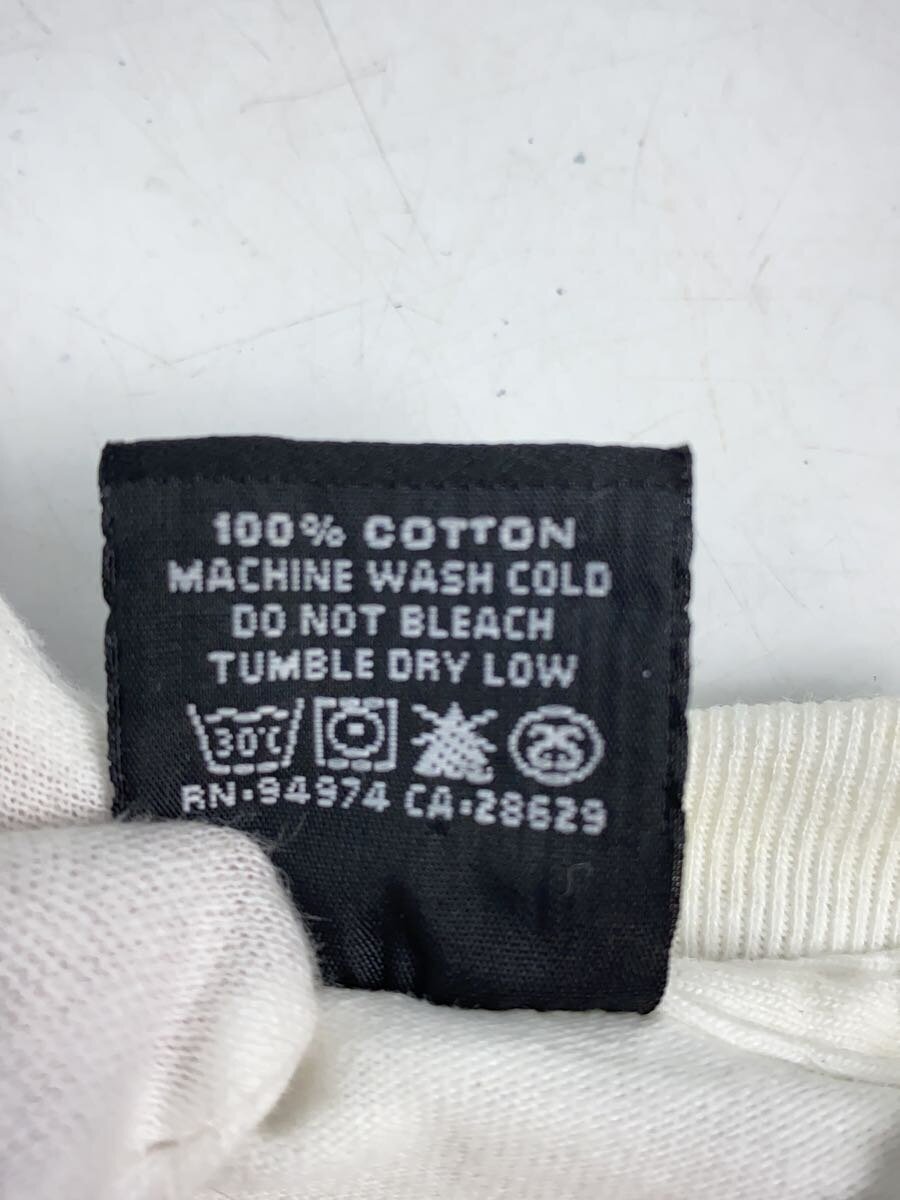 100% COTTON
MACHINE WASH COLD
DO NOT BLEACH
TUMBLE DRY LOW
30°C
RN:94974 CA:28629